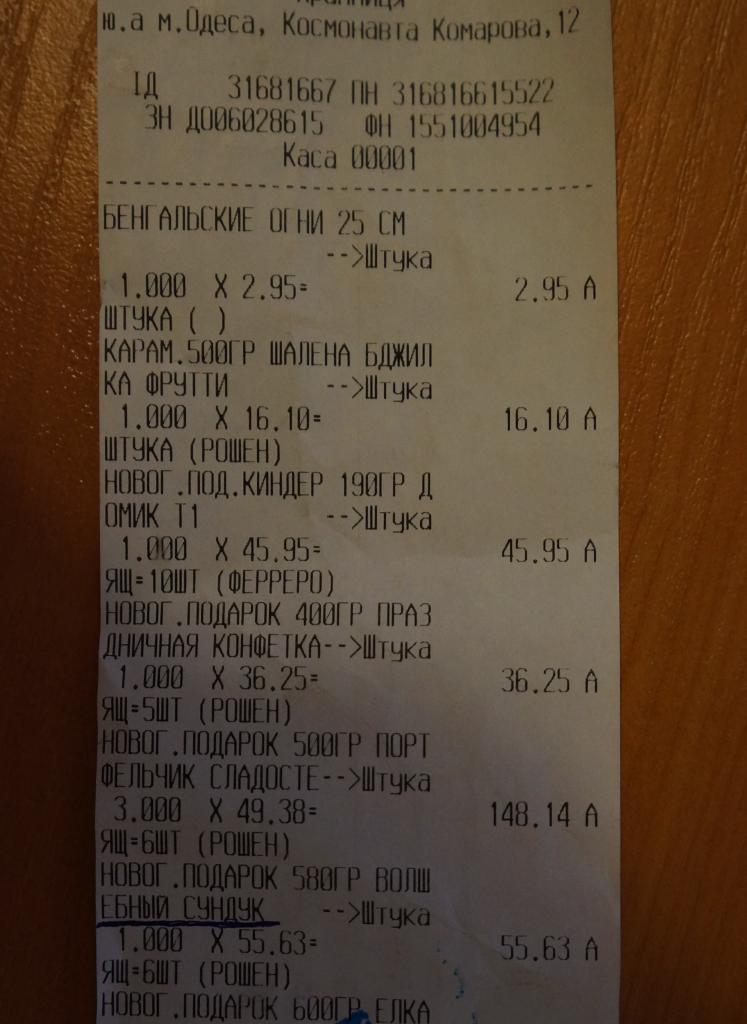 ю.а м.Одеса, Космонавта Комарова,12
ІД 31681667 ПН 316816615522
ЗН ДО06028615 ФН 1551004954
Каса 00001
--------------------------------
БЕНГАЛЬСКИЕ ОГНИ 25 СМ
-->Штука
1.000 X 2.95= 2.95 А
ШТУКА ( )
КАРАМ.500ГР ШАЛЕНА БДЖИЛ
КА ФРУТТИ -->Штука
1.000 X 16.10= 16.10 А
ШТУКА (РОШЕН)
НОВОГ.ПОД.КИНДЕР 190ГР Д
ОМИК Т1 -->Штука
1.000 X 45.95= 45.95 А
ЯЩ=10ШТ (ФЕРРЕРО)
НОВОГ.ПОДАРОК 400ГР ПРАЗ
ДНИЧНАЯ КОНФЕТКА-->Штука
1.000 X 36.25= 36.25 А
ЯЩ=5ШТ (РОШЕН)
НОВОГ.ПОДАРОК 500ГР ПОРТ
ФЕЛЬЧИК СЛАДОСТЕ-->Штука
3.000 X 49.38= 148.14 А
ЯЩ=6ШТ (РОШЕН)
НОВОГ.ПОДАРОК 580ГР ВОЛШ
ЕБНЫЙ СУНДУК -->Штука
1.000 X 55.63= 55.63 А
ЯЩ=6ШТ (РОШЕН)
НОВОГ.ПОДАРОК 600ГР ЕЛКА